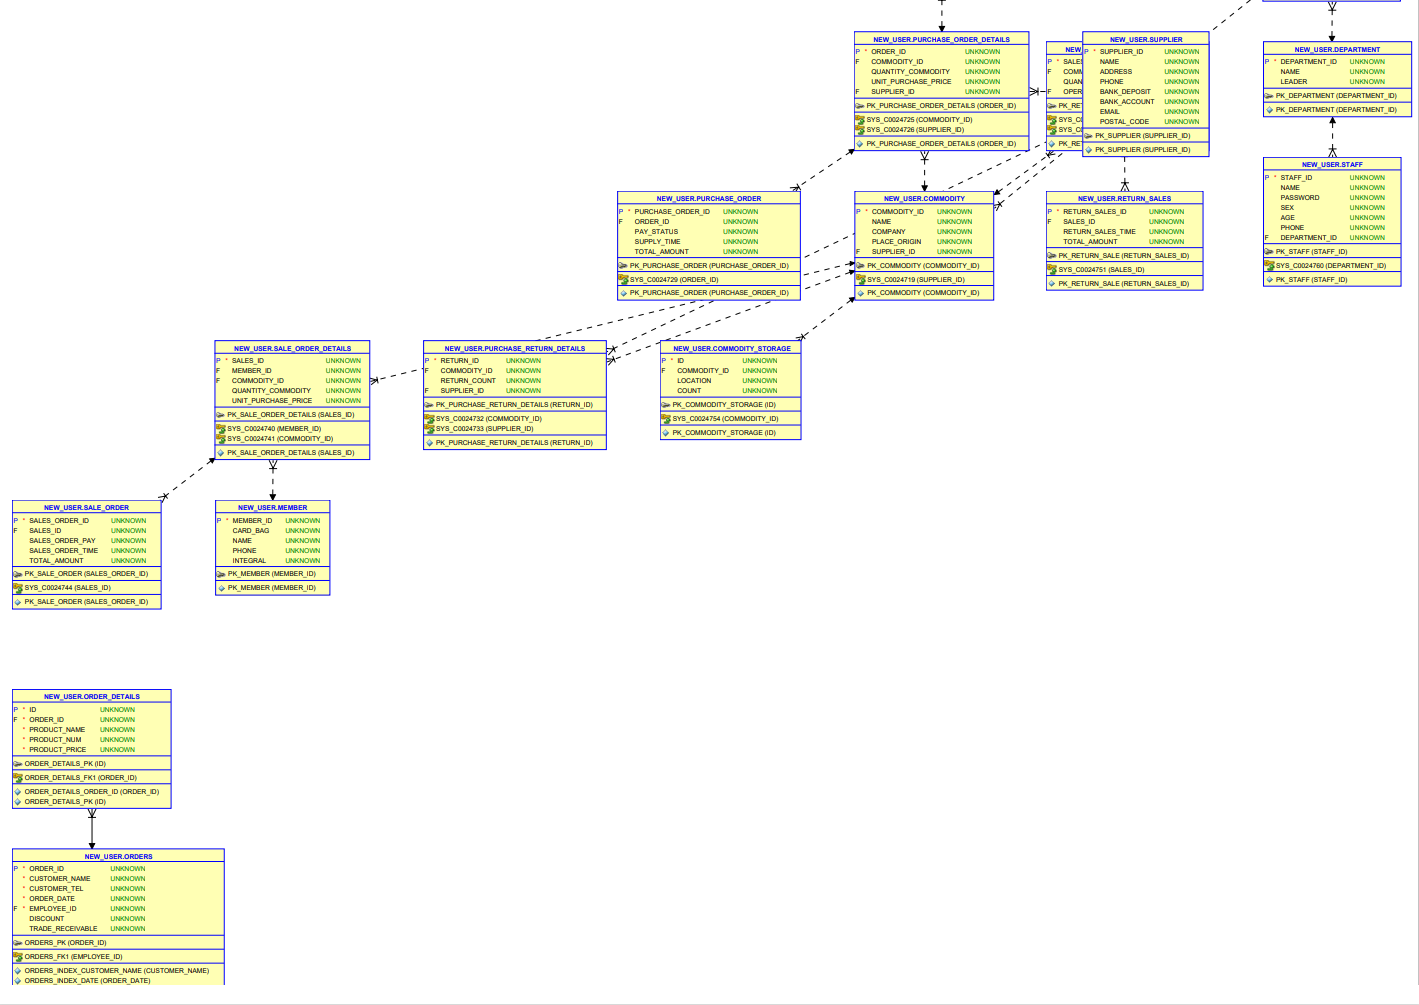 NEW_USER.PURCHASE_ORDER_DETAILS
P * ORDER_ID UNKNOWN
F COMMODITY_ID UNKNOWN
QUANTITY_COMMODITY UNKNOWN
UNIT_PURCHASE_PRICE UNKNOWN
F SUPPLIER_ID UNKNOWN
PK_PURCHASE_ORDER_DETAILS (ORDER_ID)
SYS_C0024725 (COMMODITY_ID)
SYS_C0024726 (SUPPLIER_ID)
PK_PURCHASE_ORDER_DETAILS (ORDER_ID)
NEW_
P * SALE
F COMM
QUAN
F OPER
PK_RE
SYS_C
SYS_C
PK_RE
NEW_USER.SUPPLIER
P * SUPPLIER_ID UNKNOWN
NAME UNKNOWN
ADDRESS UNKNOWN
PHONE UNKNOWN
BANK_DEPOSIT UNKNOWN
BANK_ACCOUNT UNKNOWN
EMAIL UNKNOWN
POSTAL_CODE UNKNOWN
PK_SUPPLIER (SUPPLIER_ID)
PK_SUPPLIER (SUPPLIER_ID)
NEW_USER.DEPARTMENT
P * DEPARTMENT_ID UNKNOWN
NAME UNKNOWN
LEADER UNKNOWN
PK_DEPARTMENT (DEPARTMENT_ID)
PK_DEPARTMENT (DEPARTMENT_ID)
NEW_USER.STAFF
P * STAFF_ID UNKNOWN
NAME UNKNOWN
PASSWORD UNKNOWN
SEX UNKNOWN
AGE UNKNOWN
PHONE UNKNOWN
F DEPARTMENT_ID UNKNOWN
PK_STAFF (STAFF_ID)
SYS_C0024760 (DEPARTMENT_ID)
PK_STAFF (STAFF_ID)
NEW_USER.PURCHASE_ORDER
P * PURCHASE_ORDER_ID UNKNOWN
F ORDER_ID UNKNOWN
PAY_STATUS UNKNOWN
SUPPLY_TIME UNKNOWN
TOTAL_AMOUNT UNKNOWN
PK_PURCHASE_ORDER (PURCHASE_ORDER_ID)
SYS_C0024729 (ORDER_ID)
PK_PURCHASE_ORDER (PURCHASE_ORDER_ID)
NEW_USER.COMMODITY
P * COMMODITY_ID UNKNOWN
NAME UNKNOWN
COMPANY UNKNOWN
PLACE_ORIGIN UNKNOWN
F SUPPLIER_ID UNKNOWN
PK_COMMODITY (COMMODITY_ID)
SYS_C0024719 (SUPPLIER_ID)
PK_COMMODITY (COMMODITY_ID)
NEW_USER.RETURN_SALES
P * RETURN_SALES_ID UNKNOWN
F SALES_ID UNKNOWN
RETURN_SALES_TIME UNKNOWN
TOTAL_AMOUNT UNKNOWN
PK_RETURN_SALE (RETURN_SALES_ID)
SYS_C0024751 (SALES_ID)
PK_RETURN_SALE (RETURN_SALES_ID)
NEW_USER.SALE_ORDER_DETAILS
P * SALES_ID UNKNOWN
F MEMBER_ID UNKNOWN
F COMMODITY_ID UNKNOWN
QUANTITY_COMMODITY UNKNOWN
UNIT_PURCHASE_PRICE UNKNOWN
PK_SALE_ORDER_DETAILS (SALES_ID)
SYS_C0024740 (MEMBER_ID)
SYS_C0024741 (COMMODITY_ID)
PK_SALE_ORDER_DETAILS (SALES_ID)
NEW_USER.PURCHASE_RETURN_DETAILS
P * RETURN_ID UNKNOWN
F COMMODITY_ID UNKNOWN
RETURN_COUNT UNKNOWN
F SUPPLIER_ID UNKNOWN
PK_PURCHASE_RETURN_DETAILS (RETURN_ID)
SYS_C0024732 (COMMODITY_ID)
SYS_C0024733 (SUPPLIER_ID)
PK_PURCHASE_RETURN_DETAILS (RETURN_ID)
NEW_USER.COMMODITY_STORAGE
P * ID UNKNOWN
F COMMODITY_ID UNKNOWN
LOCATION UNKNOWN
COUNT UNKNOWN
PK_COMMODITY_STORAGE (ID)
SYS_C0024754 (COMMODITY_ID)
PK_COMMODITY_STORAGE (ID)
NEW_USER.SALE_ORDER
P * SALES_ORDER_ID UNKNOWN
F SALES_ID UNKNOWN
SALES_ORDER_PAY UNKNOWN
SALES_ORDER_TIME UNKNOWN
TOTAL_AMOUNT UNKNOWN
PK_SALE_ORDER (SALES_ORDER_ID)
SYS_C0024744 (SALES_ID)
PK_SALE_ORDER (SALES_ORDER_ID)
NEW_USER.MEMBER
P * MEMBER_ID UNKNOWN
CARD_BAG UNKNOWN
NAME UNKNOWN
PHONE UNKNOWN
INTEGRAL UNKNOWN
PK_MEMBER (MEMBER_ID)
PK_MEMBER (MEMBER_ID)
NEW_USER.ORDER_DETAILS
P * ID UNKNOWN
F * ORDER_ID UNKNOWN
* PRODUCT_NAME UNKNOWN
* PRODUCT_NUM UNKNOWN
* PRODUCT_PRICE UNKNOWN
ORDER_DETAILS_PK (ID)
ORDER_DETAILS_FK1 (ORDER_ID)
ORDER_DETAILS_ORDER_ID (ORDER_ID)
ORDER_DETAILS_PK (ID)
NEW_USER.ORDERS
P * ORDER_ID UNKNOWN
* CUSTOMER_NAME UNKNOWN
* CUSTOMER_TEL UNKNOWN
* ORDER_DATE UNKNOWN
F * EMPLOYEE_ID UNKNOWN
DISCOUNT UNKNOWN
TRADE_RECEIVABLE UNKNOWN
ORDERS_PK (ORDER_ID)
ORDERS_FK1 (EMPLOYEE_ID)
ORDERS_INDEX_CUSTOMER_NAME (CUSTOMER_NAME)
ORDERS_INDEX_DATE (ORDER_DATE)